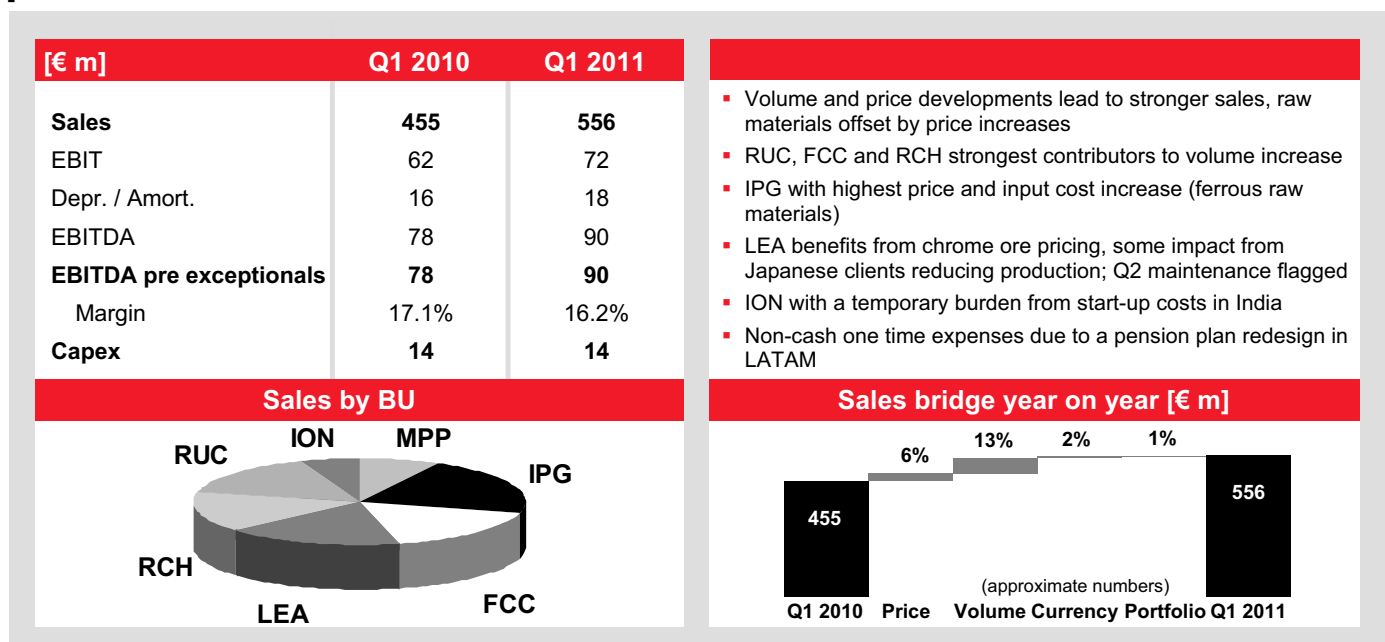 [€ m] Q1 2010 Q1 2011
Sales 455 556
EBIT 62 72
Depr. / Amort. 16 18
EBITDA 78 90
EBITDA pre exceptionals 78 90
Margin 17.1% 16.2%
Capex 14 14
▪ Volume and price developments lead to stronger sales, raw
materials offset by price increases
▪ RUC, FCC and RCH strongest contributors to volume increase
▪ IPG with highest price and input cost increase (ferrous raw
materials)
▪ LEA benefits from chrome ore pricing, some impact from
Japanese clients reducing production; Q2 maintenance flagged
▪ ION with a temporary burden from start-up costs in India
▪ Non-cash one time expenses due to a pension plan redesign in
LATAM
Sales by BU
ION MPP
RUC
IPG
RCH
FCC
LEA
Sales bridge year on year [€ m]
6% 13% 2% 1%
455 556
(approximate numbers)
Q1 2010 Price Volume Currency Portfolio Q1 2011